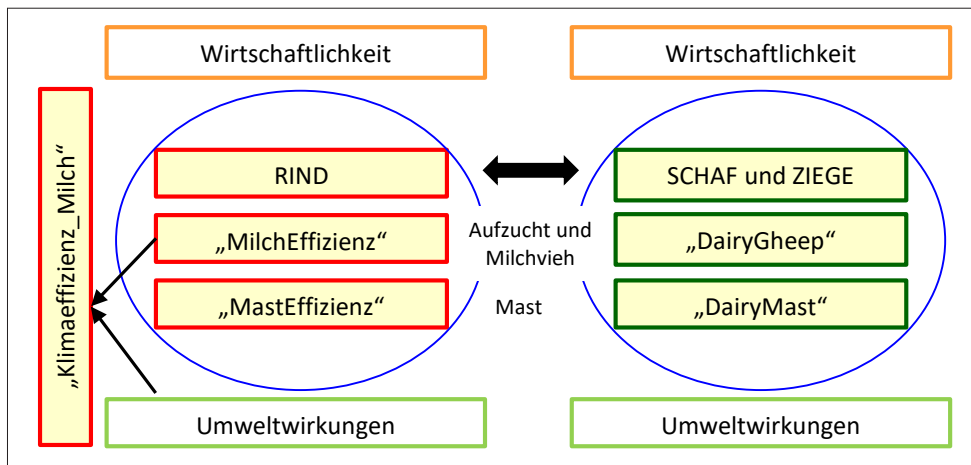 Wirtschaftlichkeit
Wirtschaftlichkeit
„Klimaeffizienz_Milch“
RIND
SCHAF und ZIEGE
„MilchEffizienz“
Aufzucht und
Milchvieh
„DairyGheep“
„MastEffizienz“
Mast
„DairyMast“
Umweltwirkungen
Umweltwirkungen